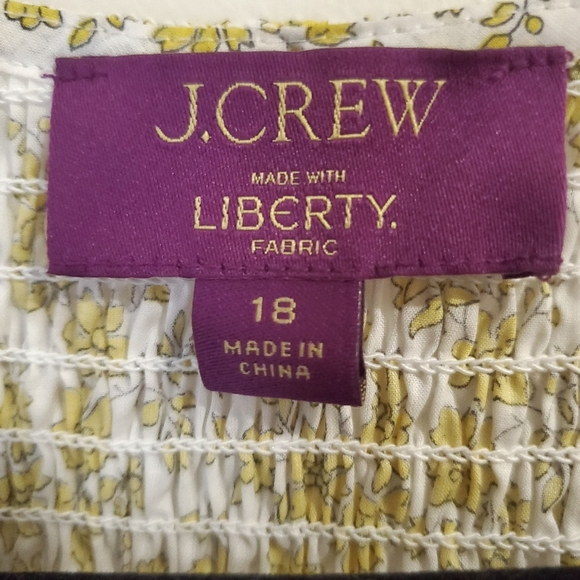 J.CREW
MADE WITH
LIBERTY.
FABRIC
18
MADE IN
CHINA